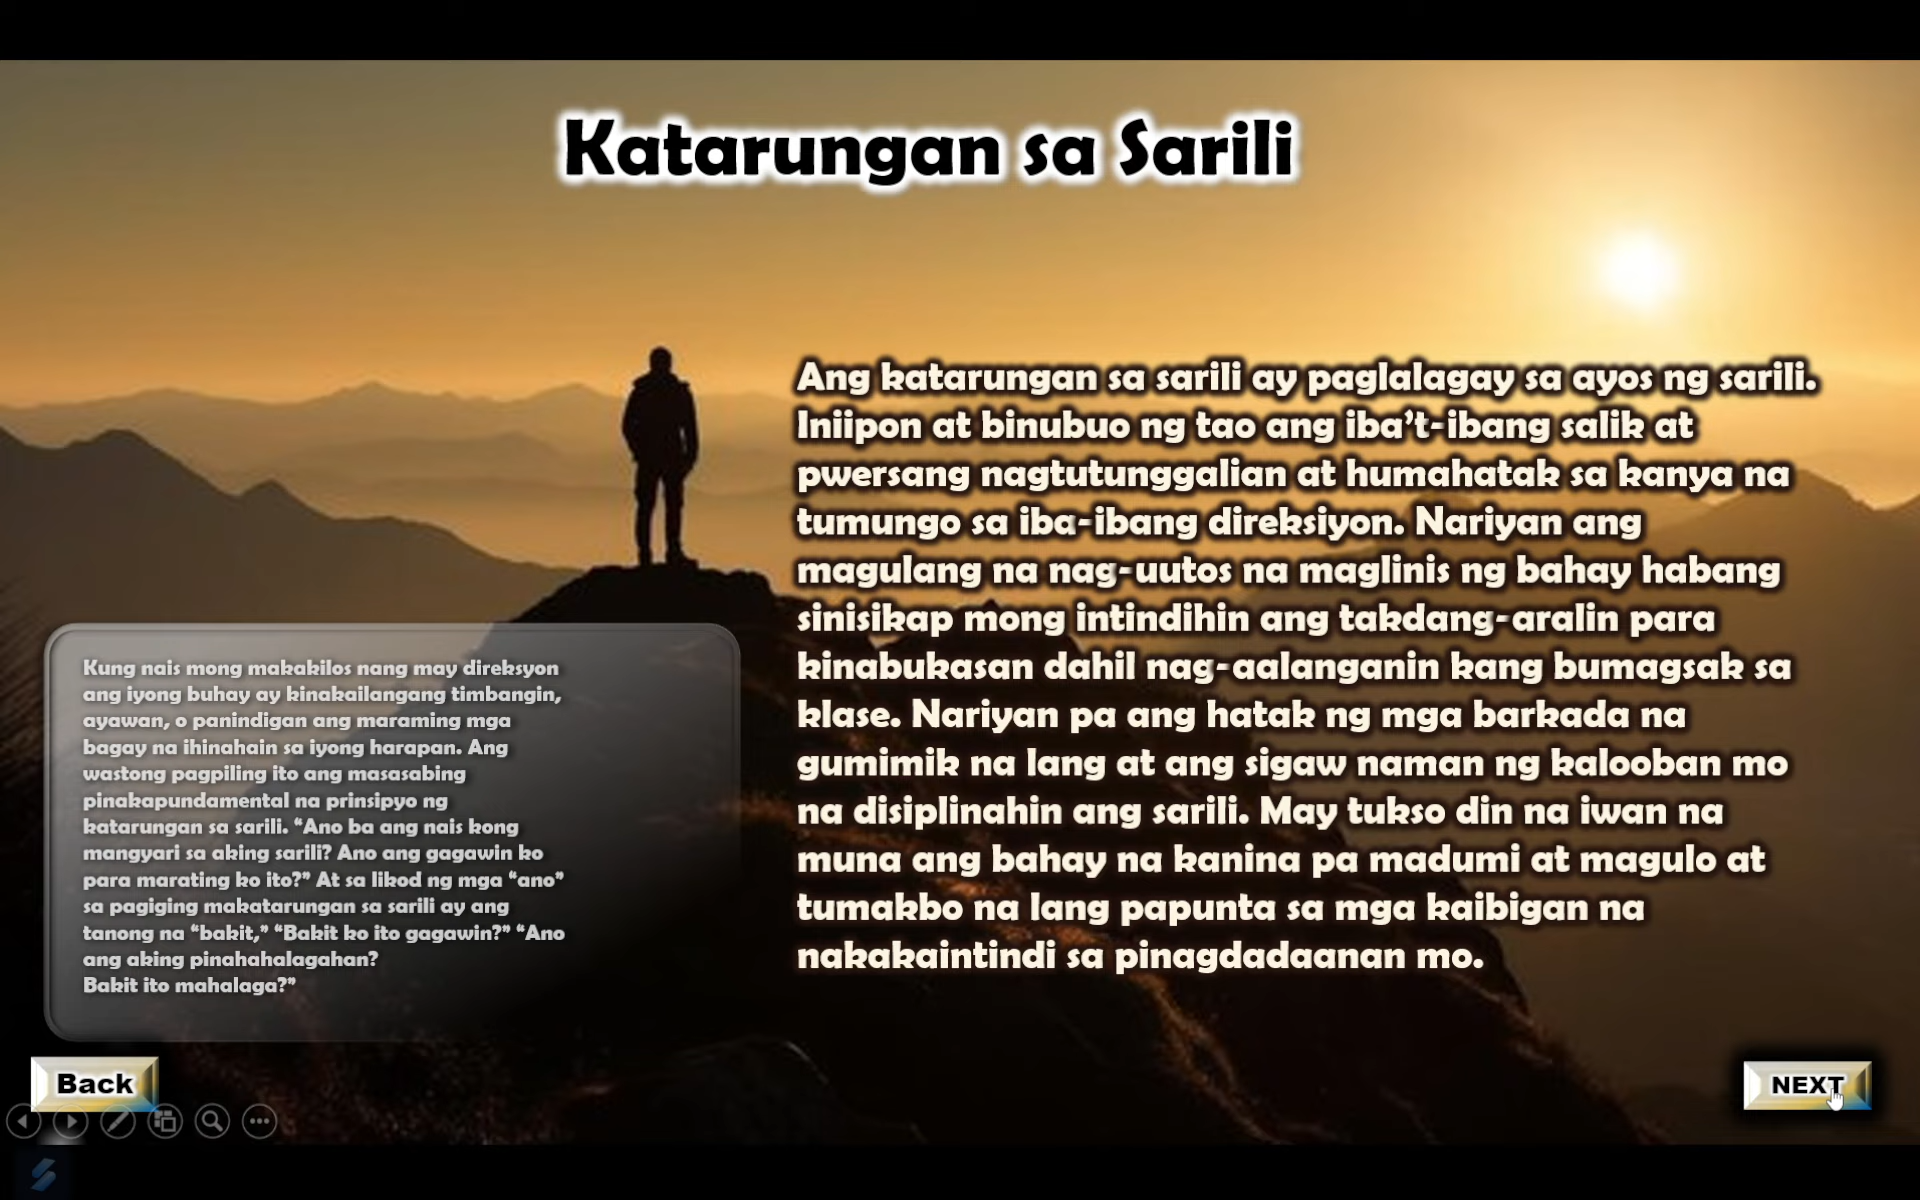 Katarungan sa Sarili
Ang katarungan sa sarili ay paglalagay sa ayos ng sarili.
Iniipon at binubuo ng tao ang iba't-ibang salik at
pwersang nagtutunggalian at humahatak sa kanya na
tumungo sa iba-ibang direksiyon. Nariyan ang
magulang na nag-uutos na maglinis ng bahay habang
sinisikap mong intindihin ang takdang-aralin para
kinabukasan dahil nag-aalanganin kang bumagsak sa
klase. Nariyan pa ang hatak ng mga barkada na
gumimik na lang at ang sigaw naman ng kalooban mo
na disiplinahin ang sarili. May tukso din na iwan na
muna ang bahay na kanina pa madumi at magulo at
tumakbo na lang papunta sa mga kaibigan na
nakakaintindi sa pinagdadaanan mo.
Kung nais mong makakilos nang may direksyon
ang iyong buhay ay kinakailangang timbangin,
ayawan, o panindigan ang maraming mga
bagay na ihinahain sa iyong harapan. Ang
wastong pagpiling ito ang masasabing
pinakapundamental na prinsipyo ng
katarungan sa sarili. “Ano ba ang nais kong
mangyari sa aking sarili? Ano ang gagawin ko
para marating ko ito?” At sa likod ng mga “ano”
sa pagiging makatarungan sa sarili ay ang
tanong na “bakit,” “Bakit ko ito gagawin?” “Ano
ang aking pinahahalagahan?
Bakit ito mahalaga?”
Back
NEXT